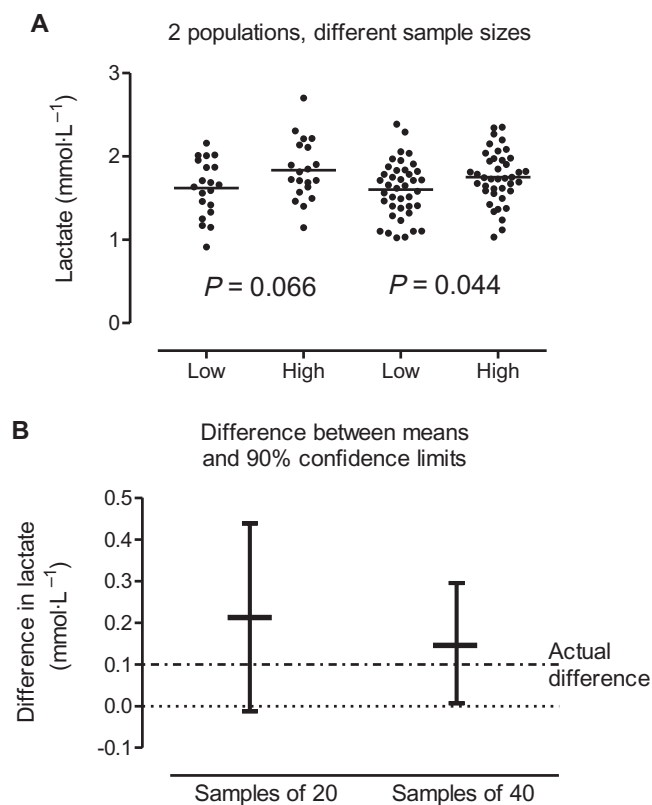 A
2 populations, different sample sizes
Lactate (mmol·L⁻¹)
3
2
1
0
P = 0.066
P = 0.044
Low
High
Low
High
B
Difference between means
and 90% confidence limits
Difference in lactate
(mmol·L⁻¹)
0.5
0.4
0.3
0.2
0.1
0.0
-0.1
Actual
difference
Samples of 20
Samples of 40